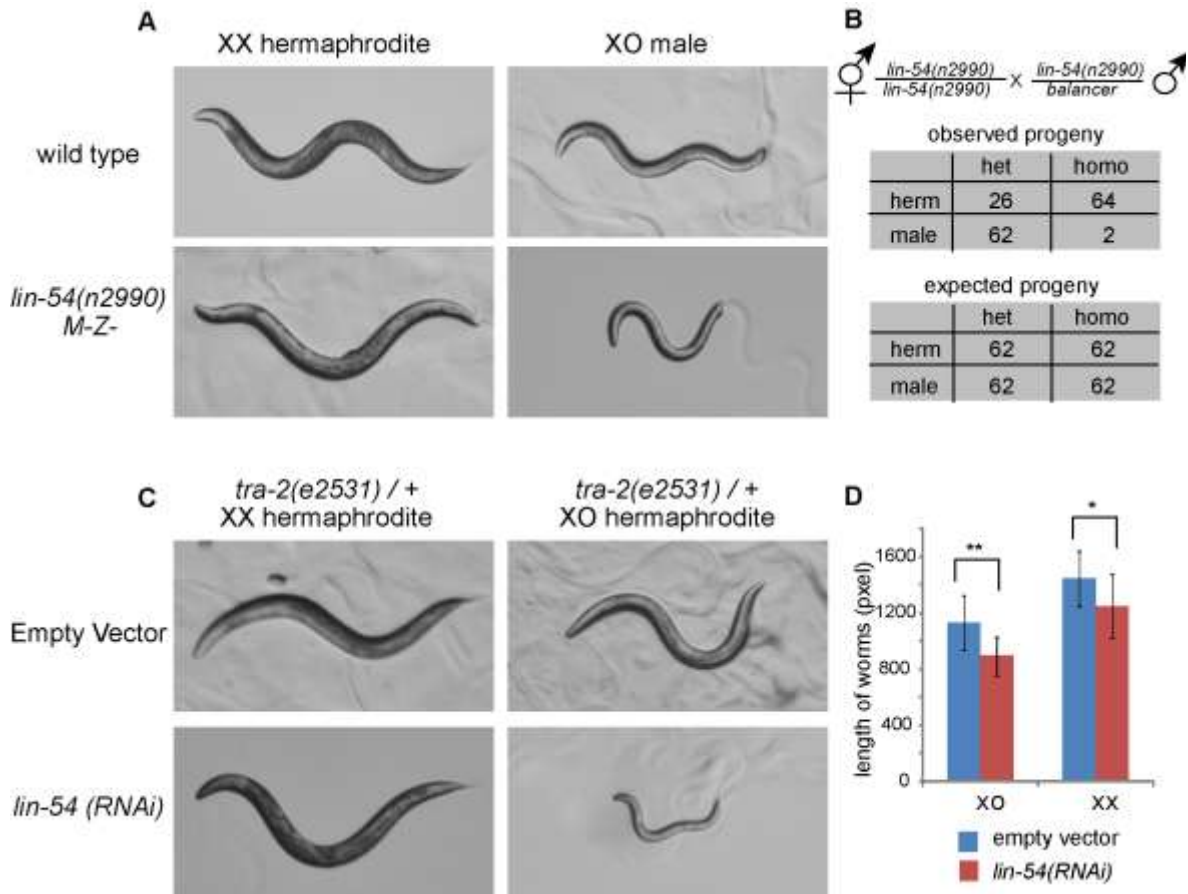 A
XX hermaphrodite
XO male
wild type
lin-54(n2990)
M-Z-
B
lin-54(n2990)
lin-54(n2990)
X
lin-54(n2990)
balancer
observed progeny
het homo
herm 26 64
male 62 2
expected progeny
het homo
herm 62 62
male 62 62
C
tra-2(e2531) / +
XX hermaphrodite
tra-2(e2531) / +
XO hermaphrodite
Empty Vector
lin-54 (RNAi)
D
length of worms (pxel)
1600
1200
800
400
0
**
*
XO
XX
empty vector
lin-54(RNAi)